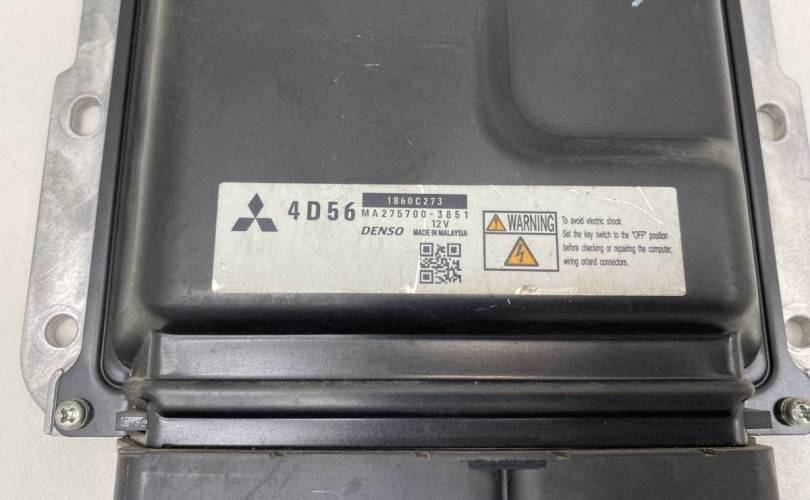 4D56
1860C273
MA275700-3851
12V
DENSO MADE IN MALAYSIA
WARNING
To avoid electric shock,
Set the key switch to the "OFF" position
before checking or repairing the computer,
wiring or/and connectors.